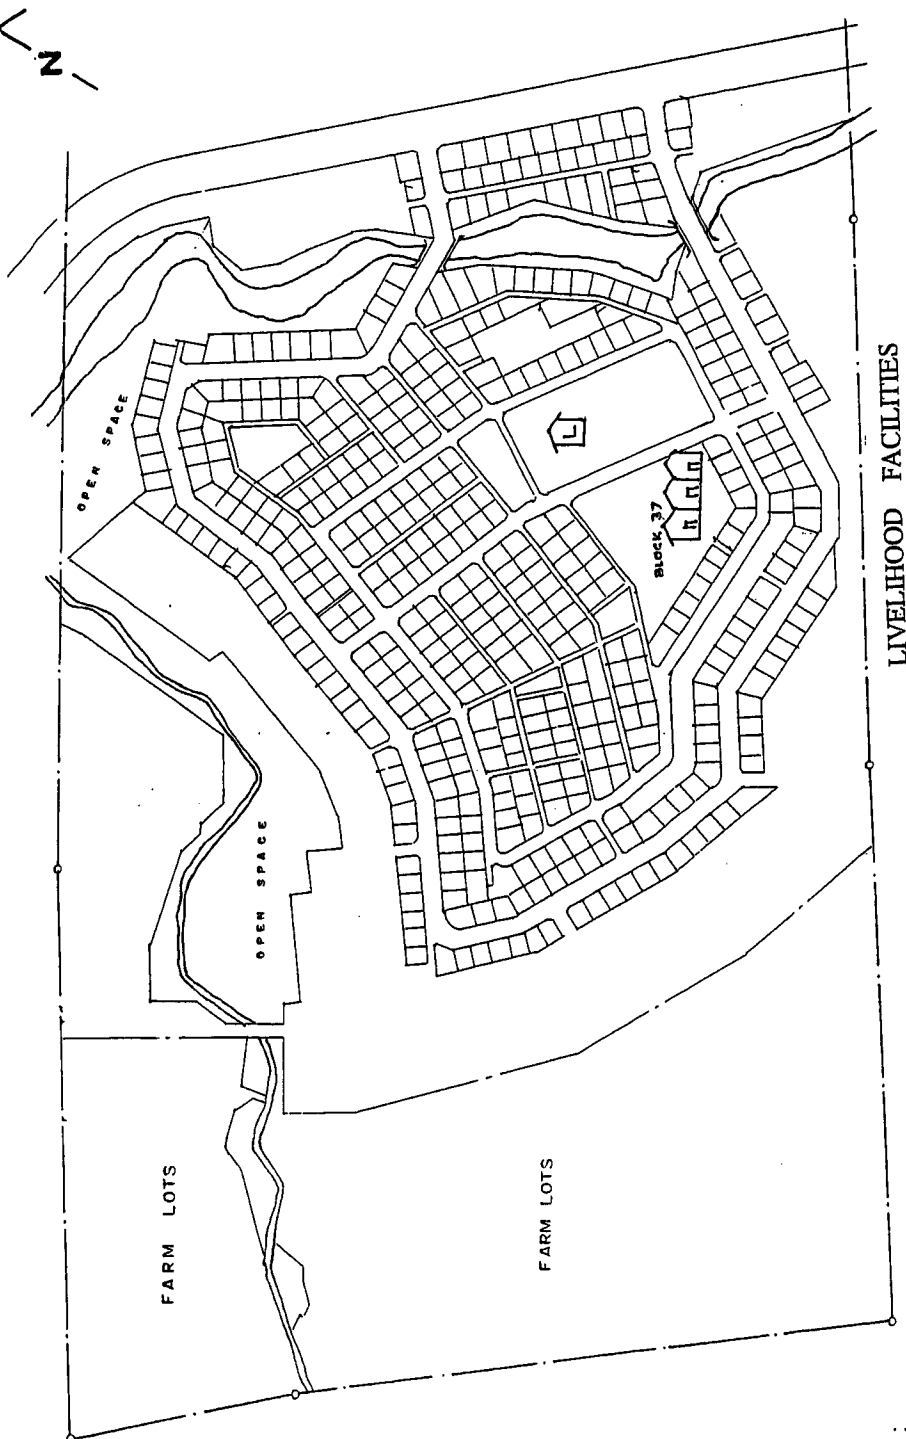 N
OPEN SPACE
BLOCK 37
L
OPEN SPACE
FARM LOTS
FARM LOTS
LIVELIHOOD FACILITIES